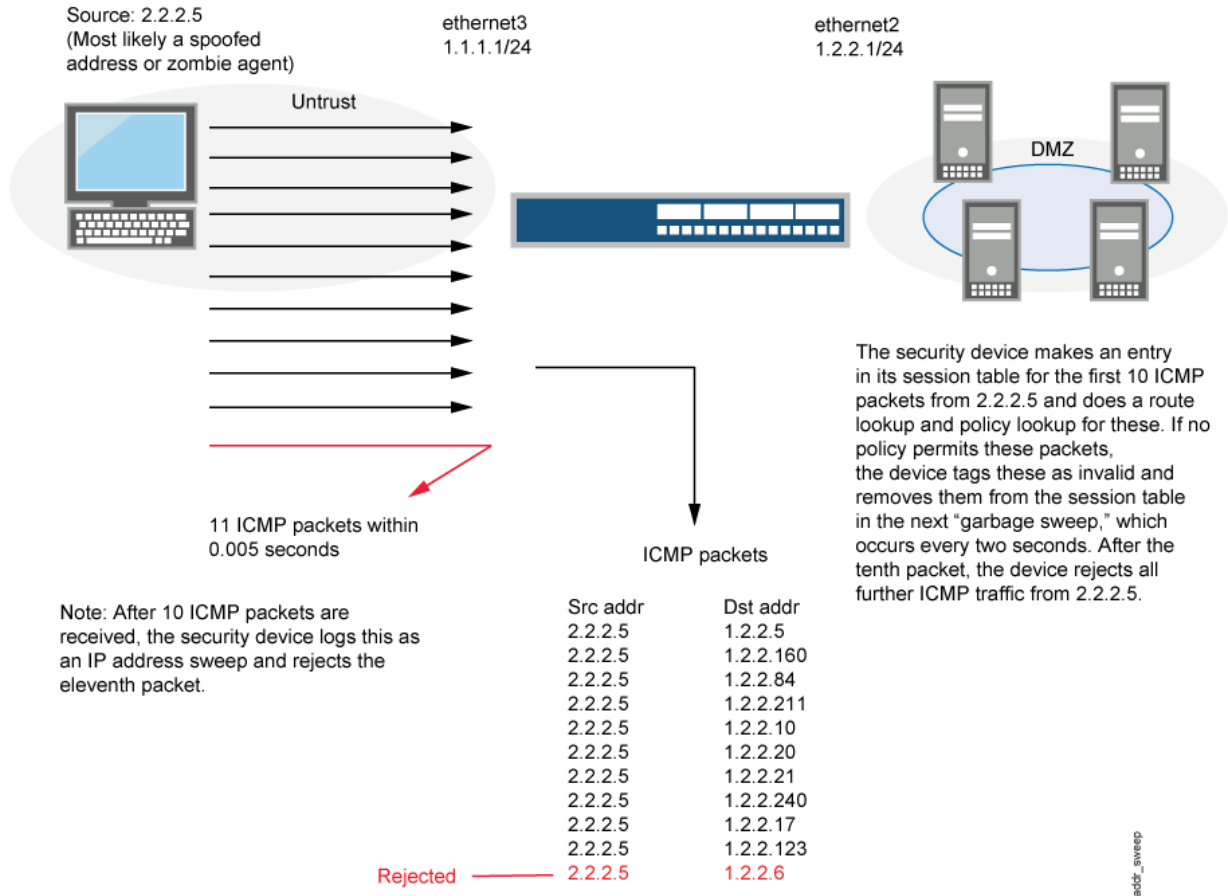 Source: 2.2.2.5
(Most likely a spoofed
address or zombie agent)
ethernet3
1.1.1.1/24
ethernet2
1.2.2.1/24
Untrust
DMZ
The security device makes an entry
in its session table for the first 10 ICMP
packets from 2.2.2.5 and does a route
lookup and policy lookup for these. If no
policy permits these packets,
the device tags these as invalid and
removes them from the session table
in the next “garbage sweep,” which
occurs every two seconds. After the
tenth packet, the device rejects all
further ICMP traffic from 2.2.2.5.
11 ICMP packets within
0.005 seconds
Note: After 10 ICMP packets are
received, the security device logs this as
an IP address sweep and rejects the
eleventh packet.
ICMP packets
Src addr Dst addr
2.2.2.5 1.2.2.5
2.2.2.5 1.2.2.160
2.2.2.5 1.2.2.84
2.2.2.5 1.2.2.211
2.2.2.5 1.2.2.10
2.2.2.5 1.2.2.20
2.2.2.5 1.2.2.21
2.2.2.5 1.2.2.240
2.2.2.5 1.2.2.17
2.2.2.5 1.2.2.123
Rejected 2.2.2.5 1.2.2.6
addr_sweep